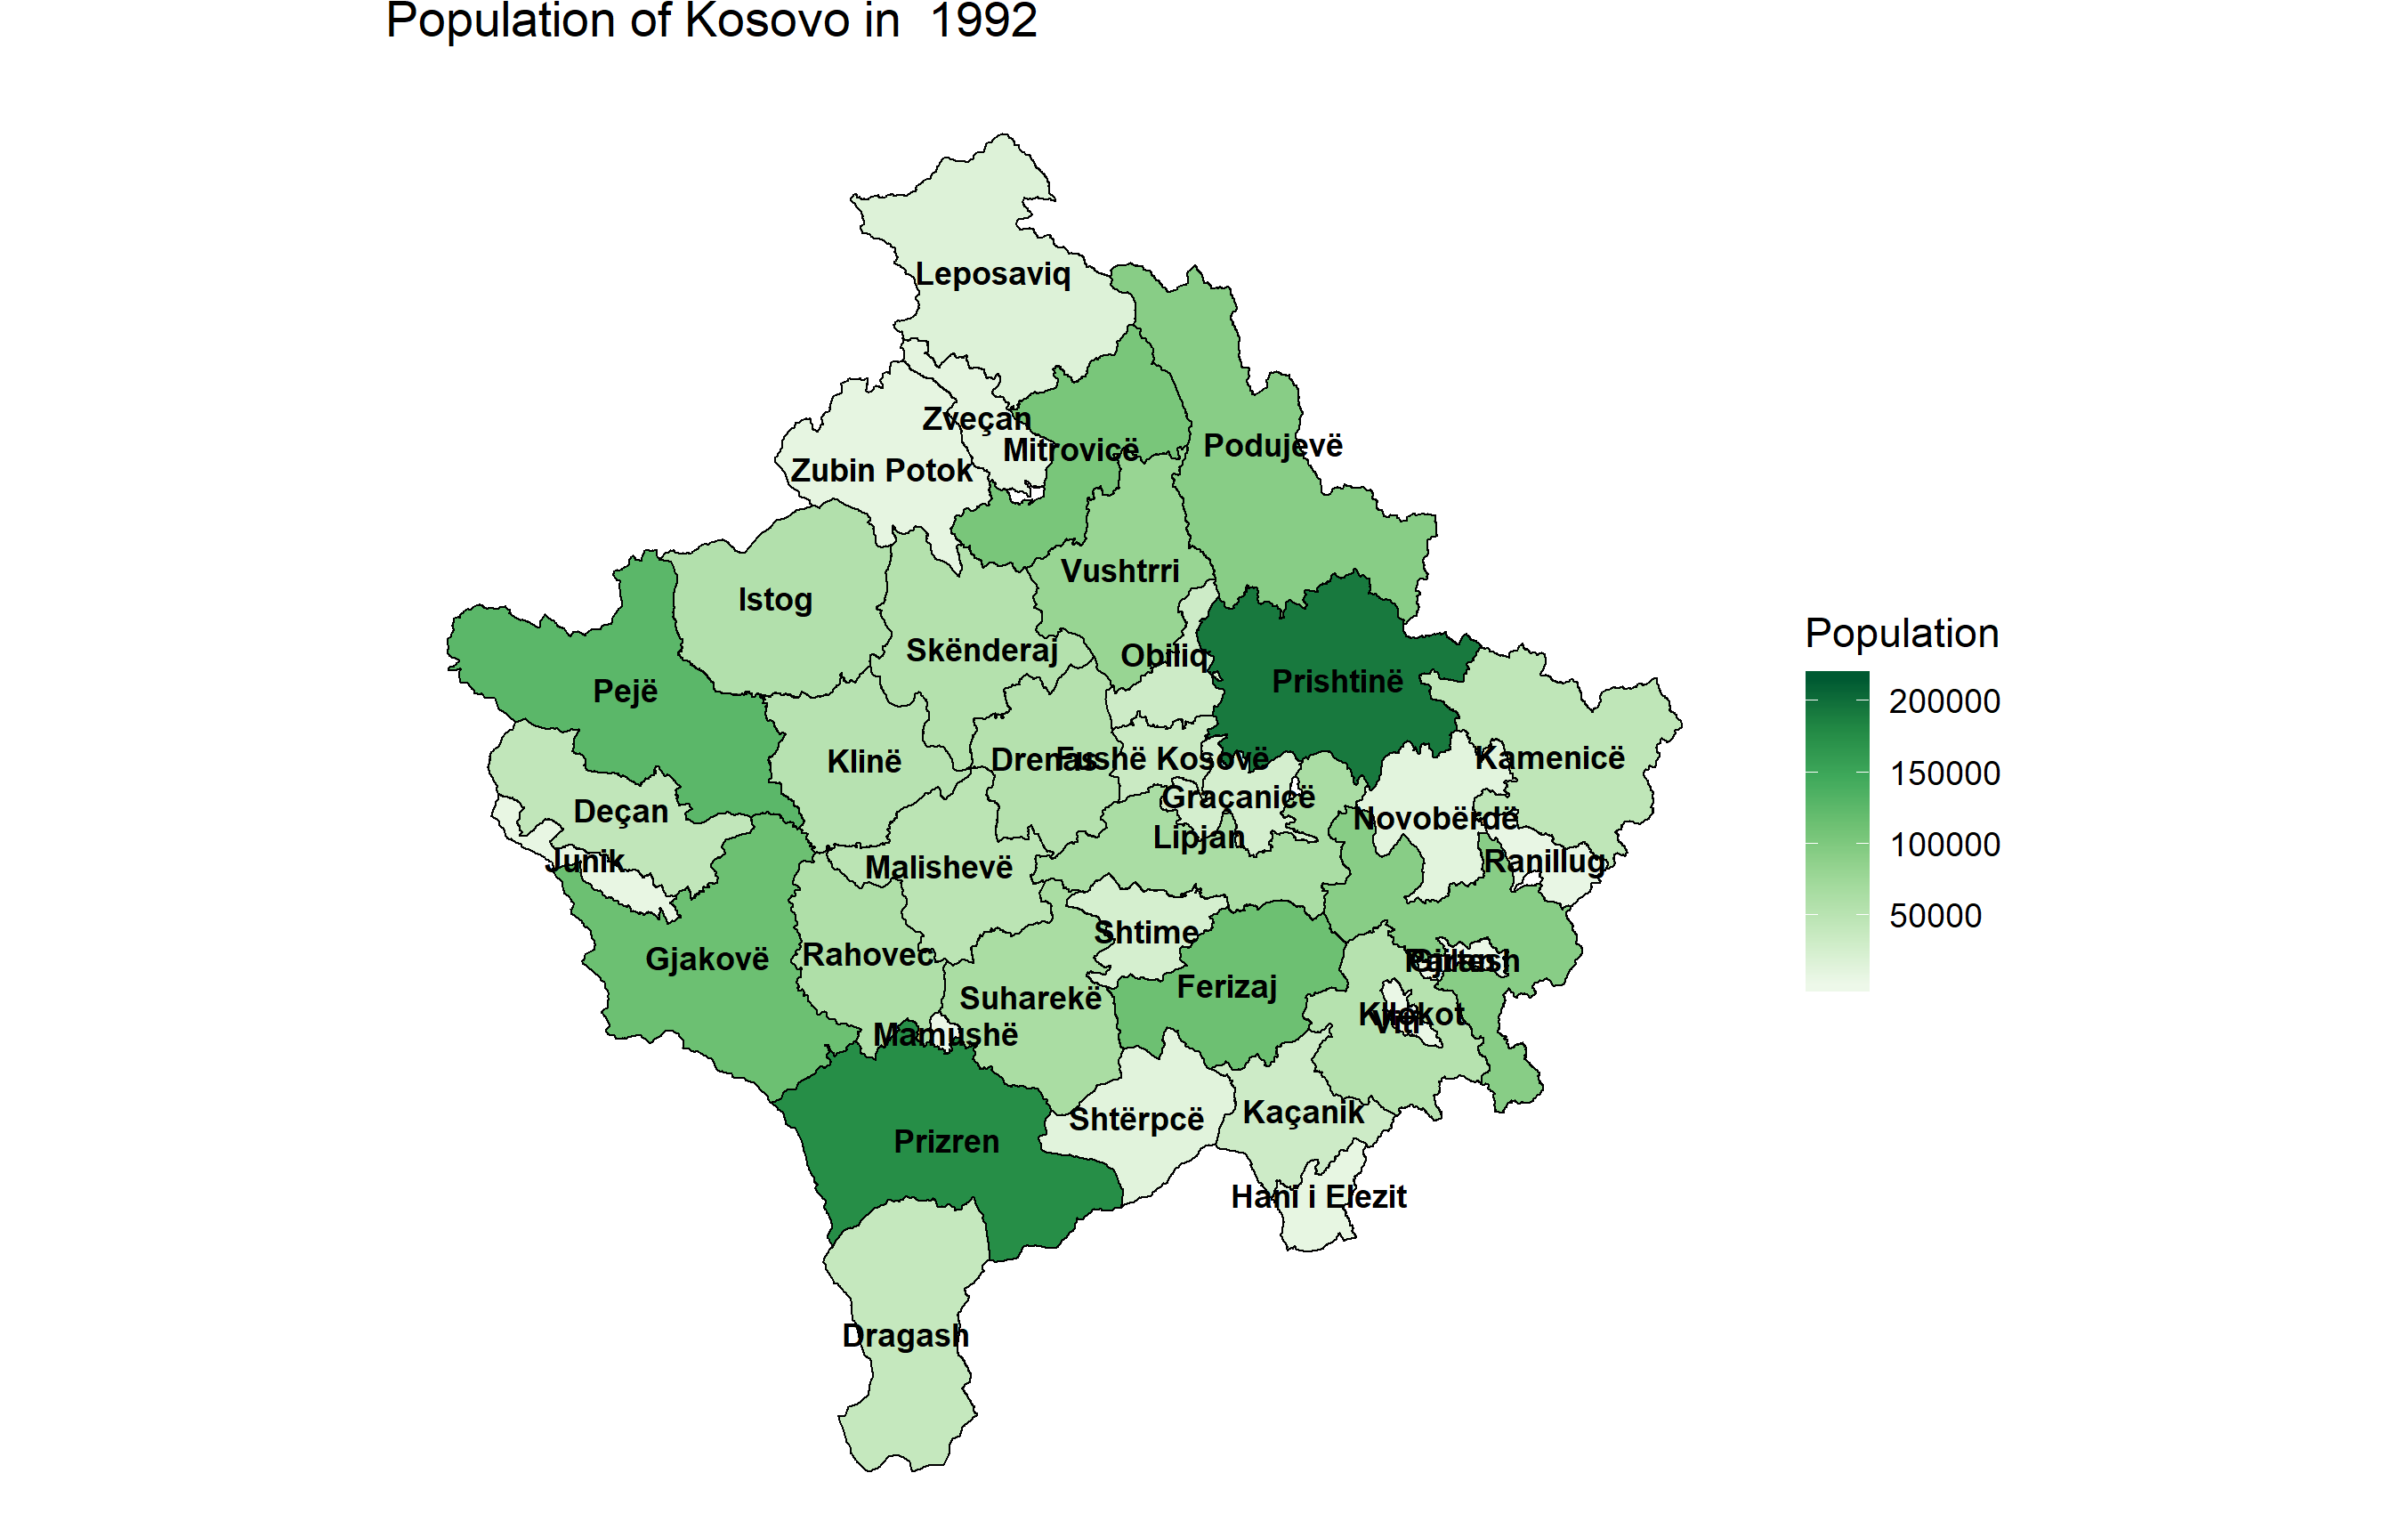 Population of Kosovo in  1992
Leposaviq
Zveçan
Mitrovicë
Podujevë
Zubin Potok
Vushtrri
Istog
Skënderaj
Obiliq
Prishtinë
Pejë
Klinë
Drenas
Fushë Kosovë
Kamenicë
Graçanicë
Deçan
Novobërdë
Lipjan
Junik
Malishevë
Ranillug
Shtime
Gjakovë
Rahovec
Ferizaj
Suharekë
Kllokot
Viti
Mamushë
Shtërpcë
Kaçanik
Prizren
Hani i Elezit
Dragash
Population
200000
150000
100000
50000